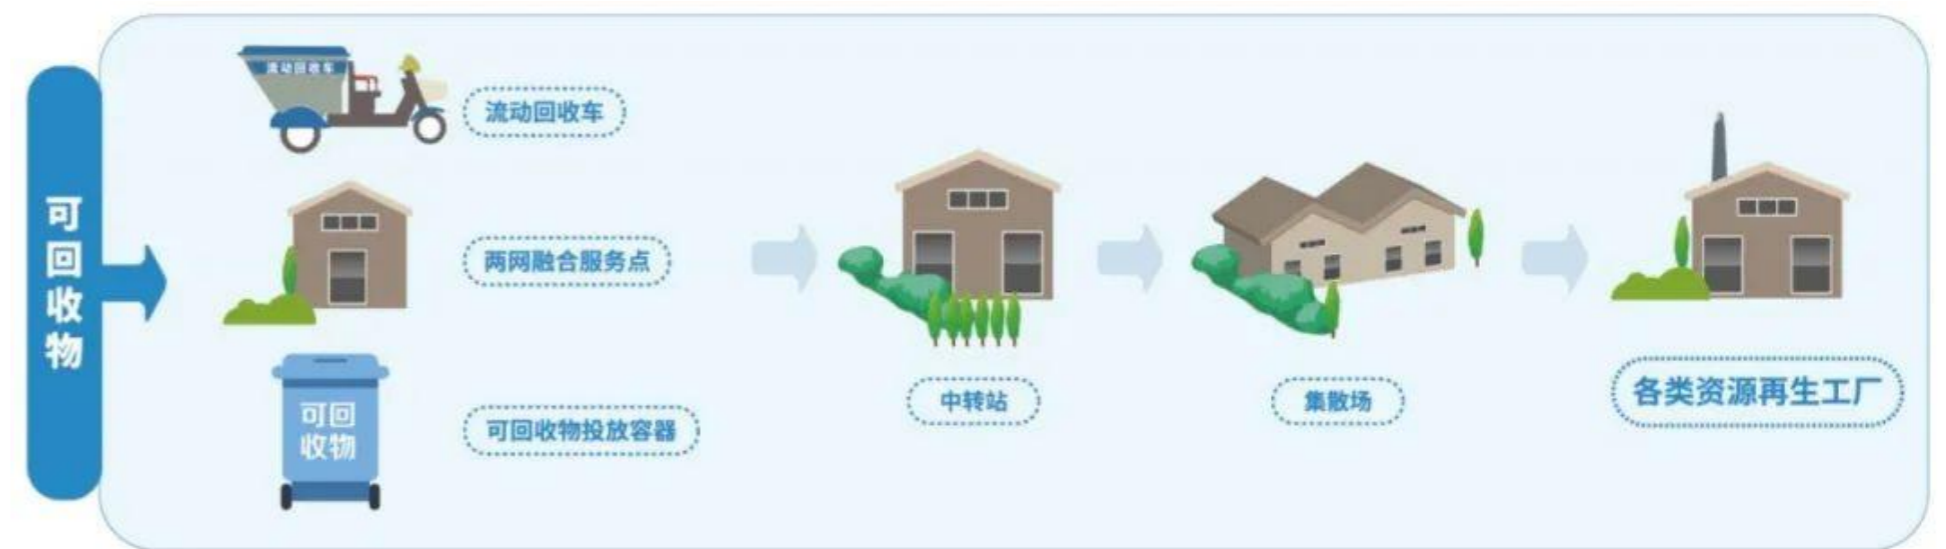 可回收物
流动回收车
流动回收车
两网融合服务点
可回
收物
可回收物投放容器
中转站
集散场
各类资源再生工厂